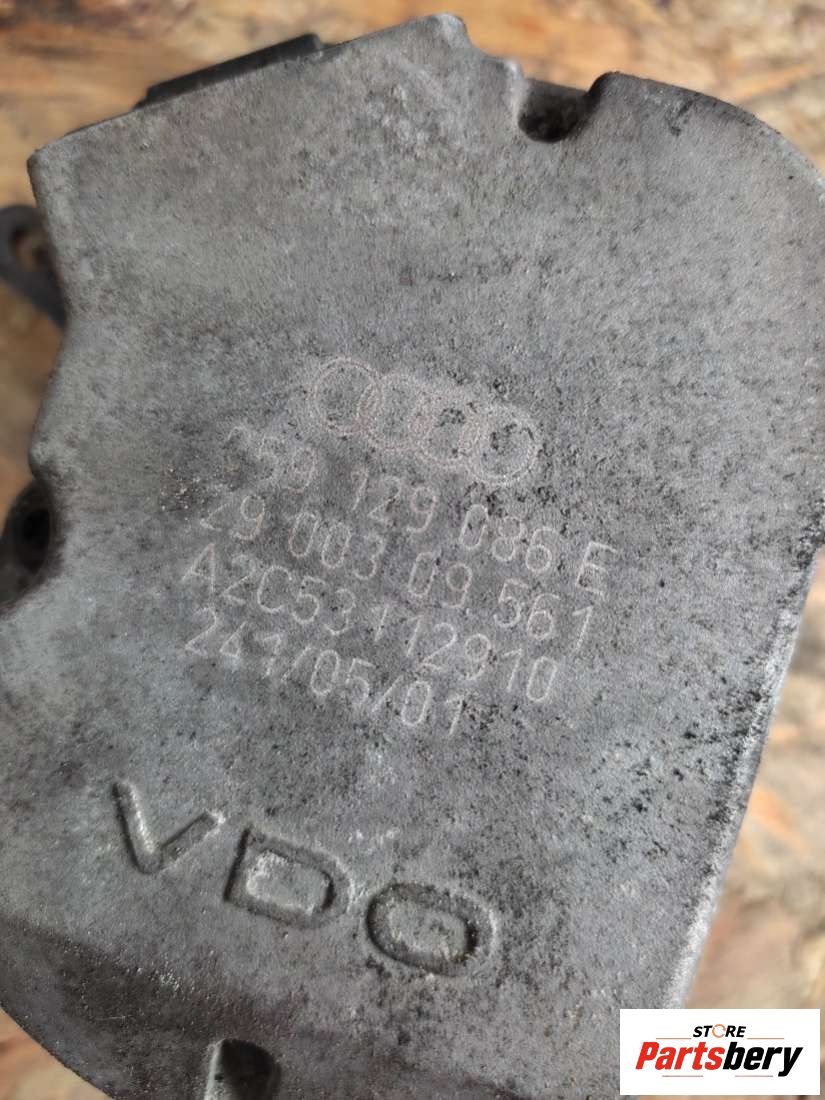 059 129 086 E
29 003 09 561
A2C53112910
241/05/01
VDO
STORE
Partsbery